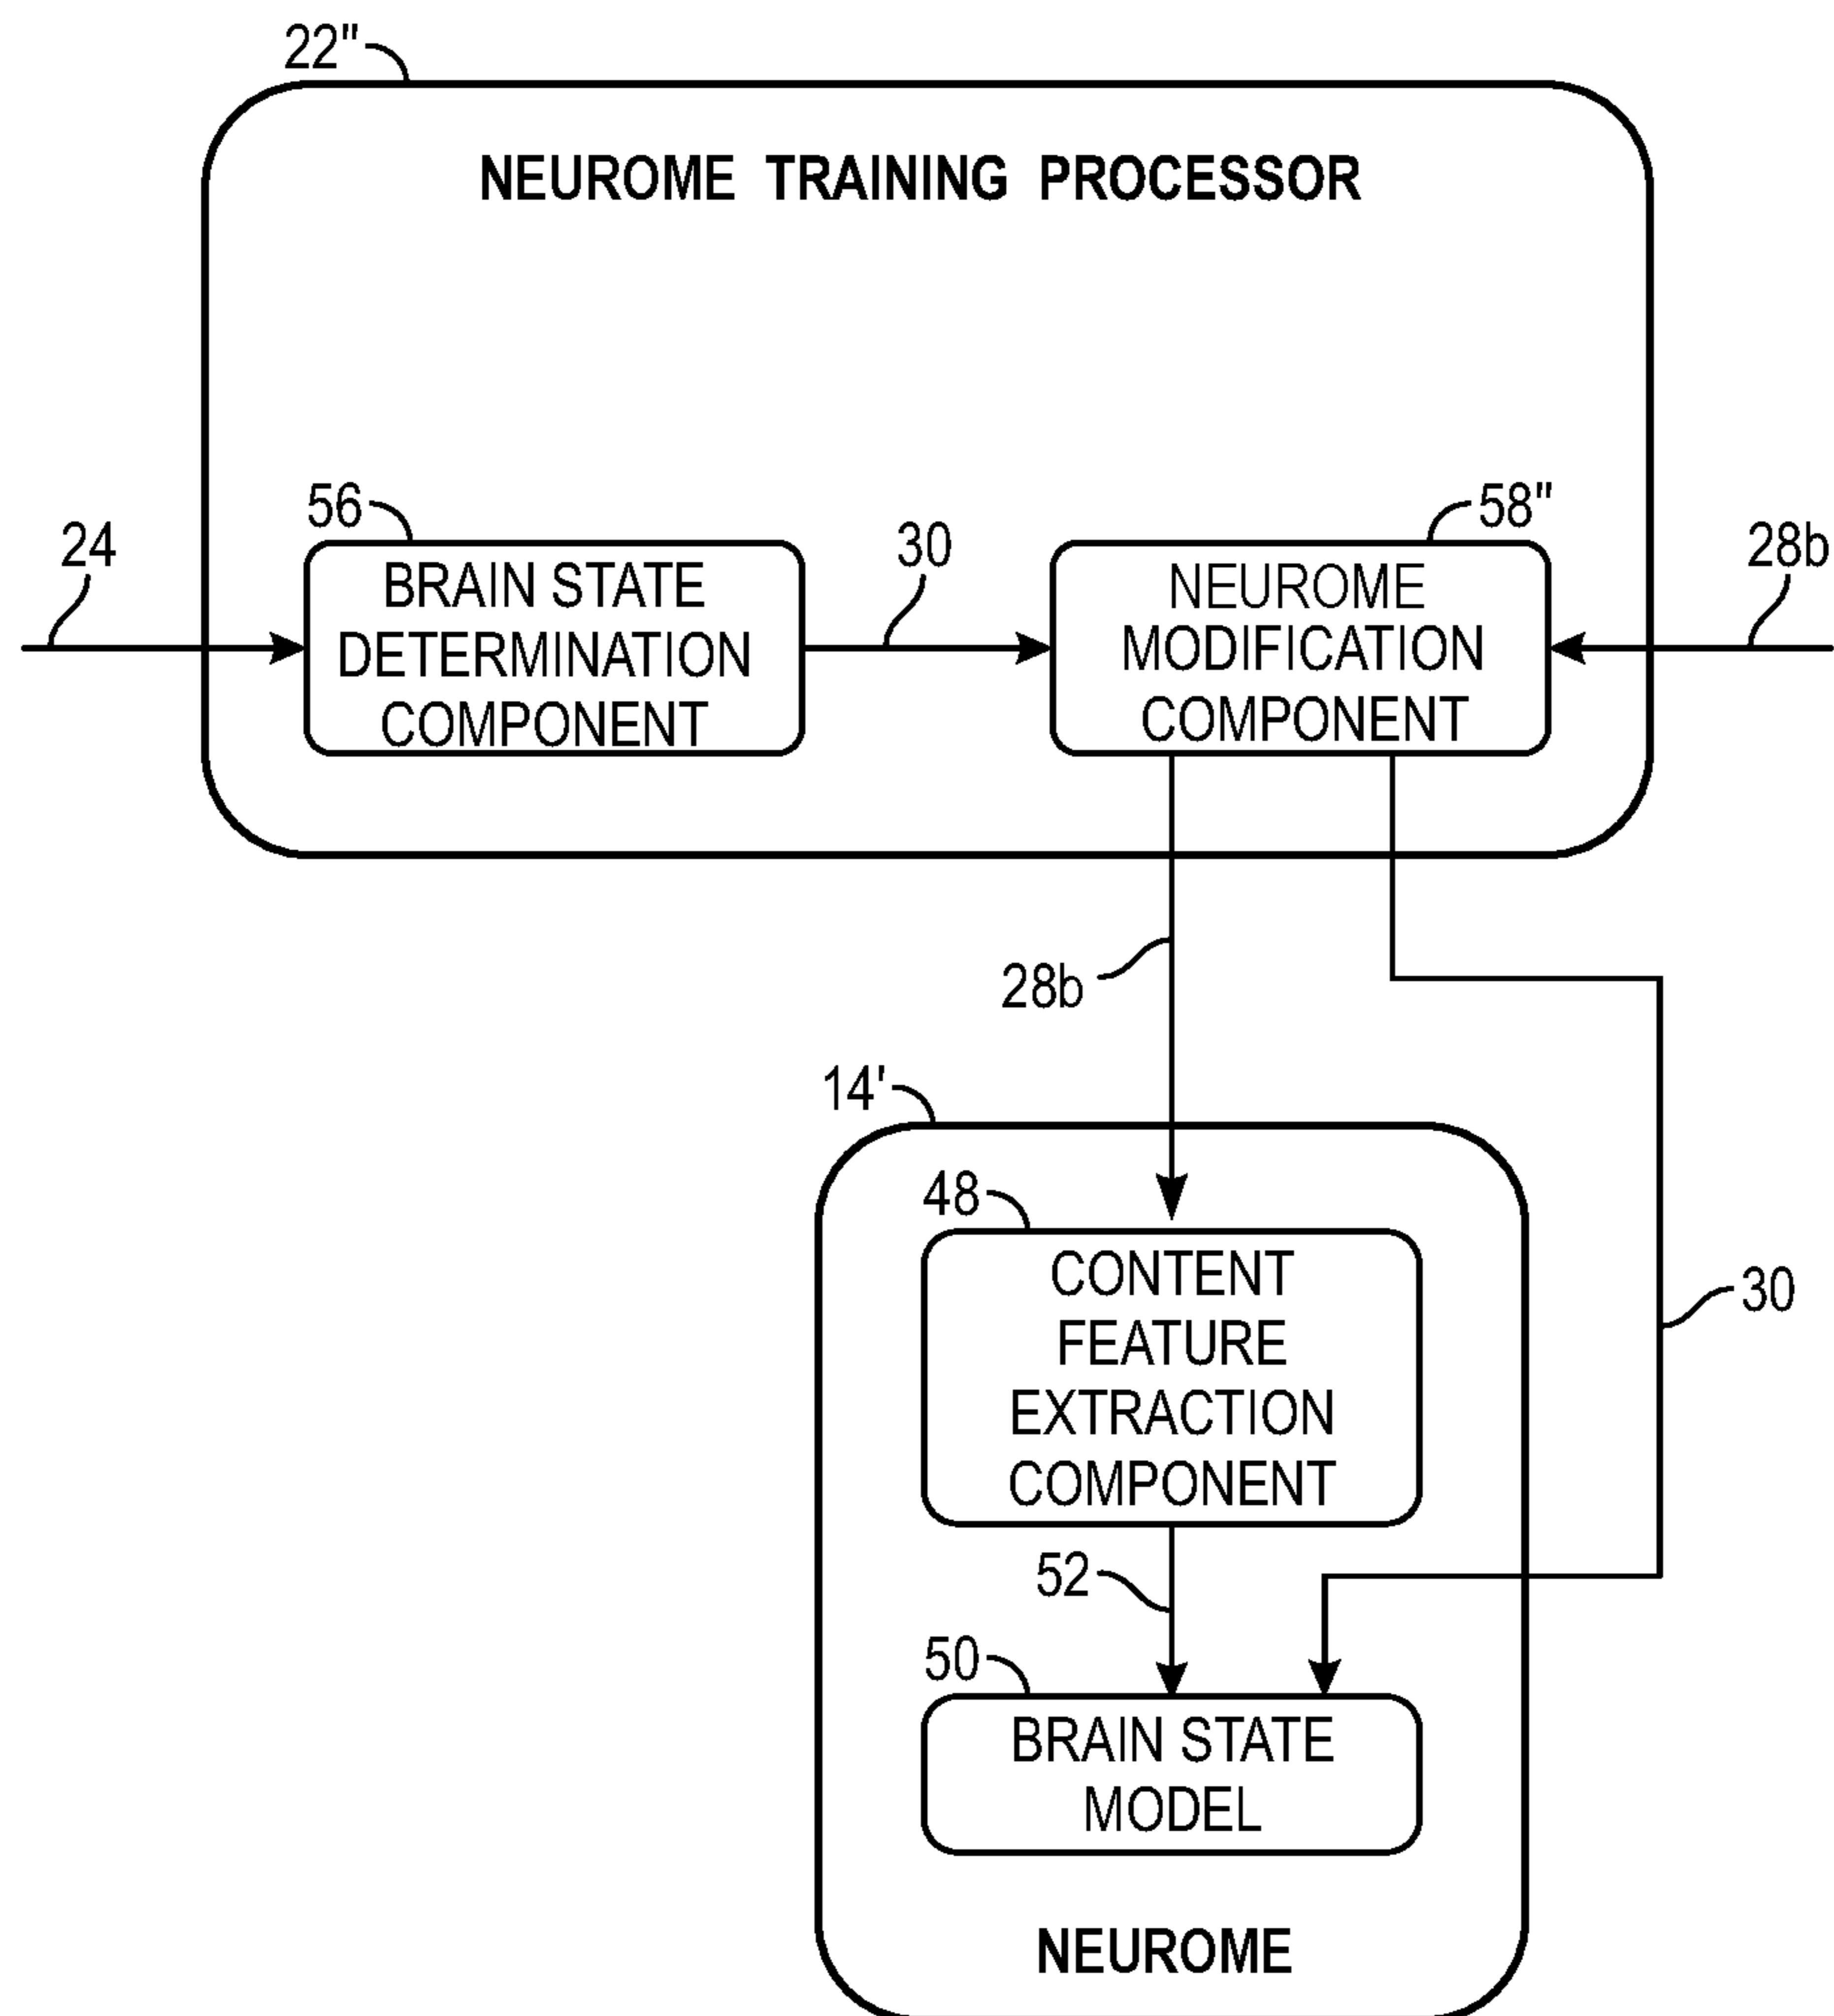 22"
NEUROME TRAINING PROCESSOR
24
56
BRAIN STATE
DETERMINATION
COMPONENT
30
58"
NEUROME
MODIFICATION
COMPONENT
28b
28b
14'
48
CONTENT
FEATURE
EXTRACTION
COMPONENT
30
52
50
BRAIN STATE
MODEL
NEUROME